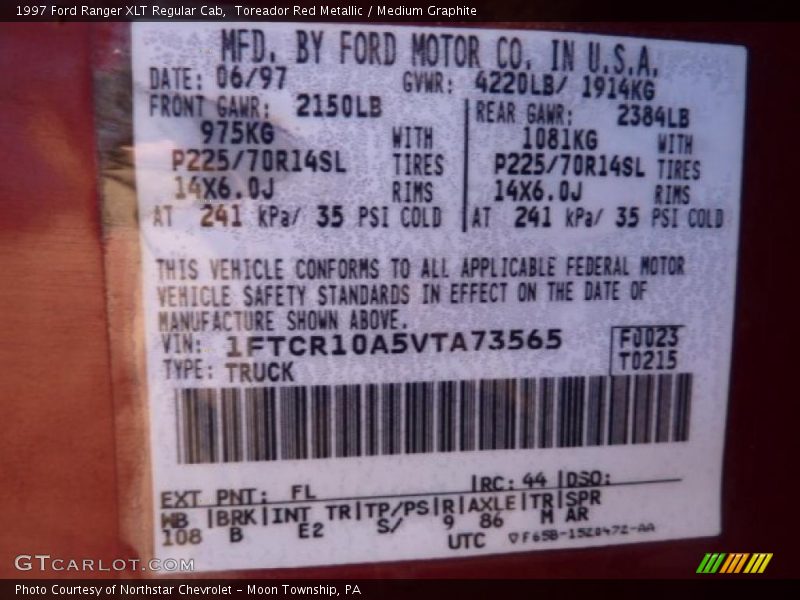 1997 Ford Ranger XLT Regular Cab,  Toreador Red Metallic / Medium Graphite
MFD. BY FORD MOTOR CO. IN U.S.A.
DATE: 06/97 GVWR: 4220LB/ 1914KG
FRONT GAWR: 2150LB REAR GAWR: 2384LB
975KG WITH 1081KG WITH
P225/70R14SL TIRES P225/70R14SL TIRES
14X6.0J RIMS 14X6.0J RIMS
AT 241 kPa/ 35 PSI COLD AT 241 kPa/ 35 PSI COLD
THIS VEHICLE CONFORMS TO ALL APPLICABLE FEDERAL MOTOR
VEHICLE SAFETY STANDARDS IN EFFECT ON THE DATE OF
MANUFACTURE SHOWN ABOVE.
VIN: 1FTCR10A5VTA73565 F0023
TYPE: TRUCK T0215
EXT PNT: FL RC: 44 DSO:
WB BRK INT TR TP/PS R AXLE TR SPR
108 B E2 S/ 9 86 M AR
UTC F65B-1520472-AA
GTCARLOT.COM
Photo Courtesy of Northstar Chevrolet - Moon Township, PA